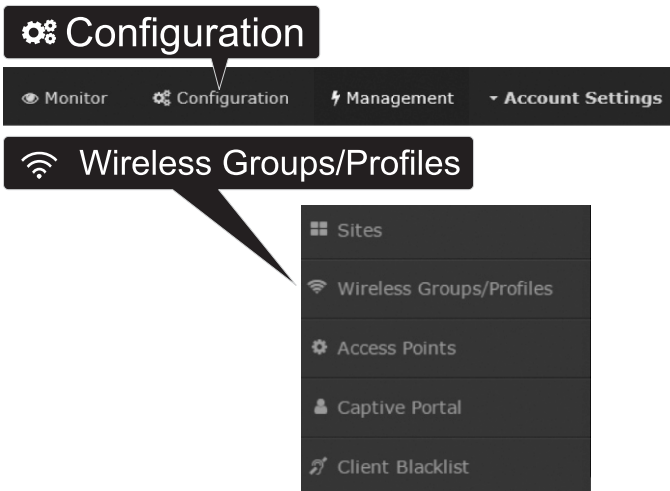 Configuration
Monitor Configuration Management Account Settings
Wireless Groups/Profiles
Sites
Wireless Groups/Profiles
Access Points
Captive Portal
Client Blacklist